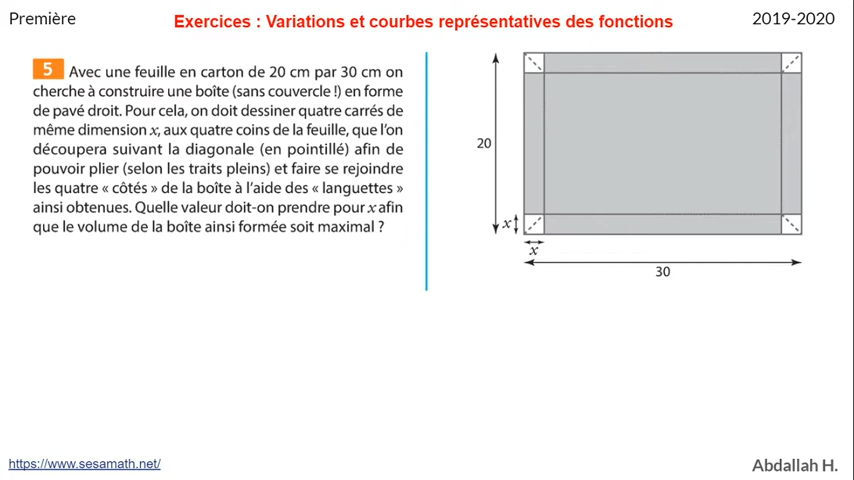 Première
Exercices : Variations et courbes représentatives des fonctions
2019-2020
5 Avec une feuille en carton de 20 cm par 30 cm on
cherche à construire une boîte (sans couvercle !) en forme
de pavé droit. Pour cela, on doit dessiner quatre carrés de
même dimension x, aux quatre coins de la feuille, que l'on
découpera suivant la diagonale (en pointillé) afin de
pouvoir plier (selon les traits pleins) et faire se rejoindre
les quatre « côtés » de la boîte à l'aide des « languettes »
ainsi obtenues. Quelle valeur doit-on prendre pour x afin
que le volume de la boîte ainsi formée soit maximal ?
20
x
x
30
https://www.sesamath.net/
Abdallah H.